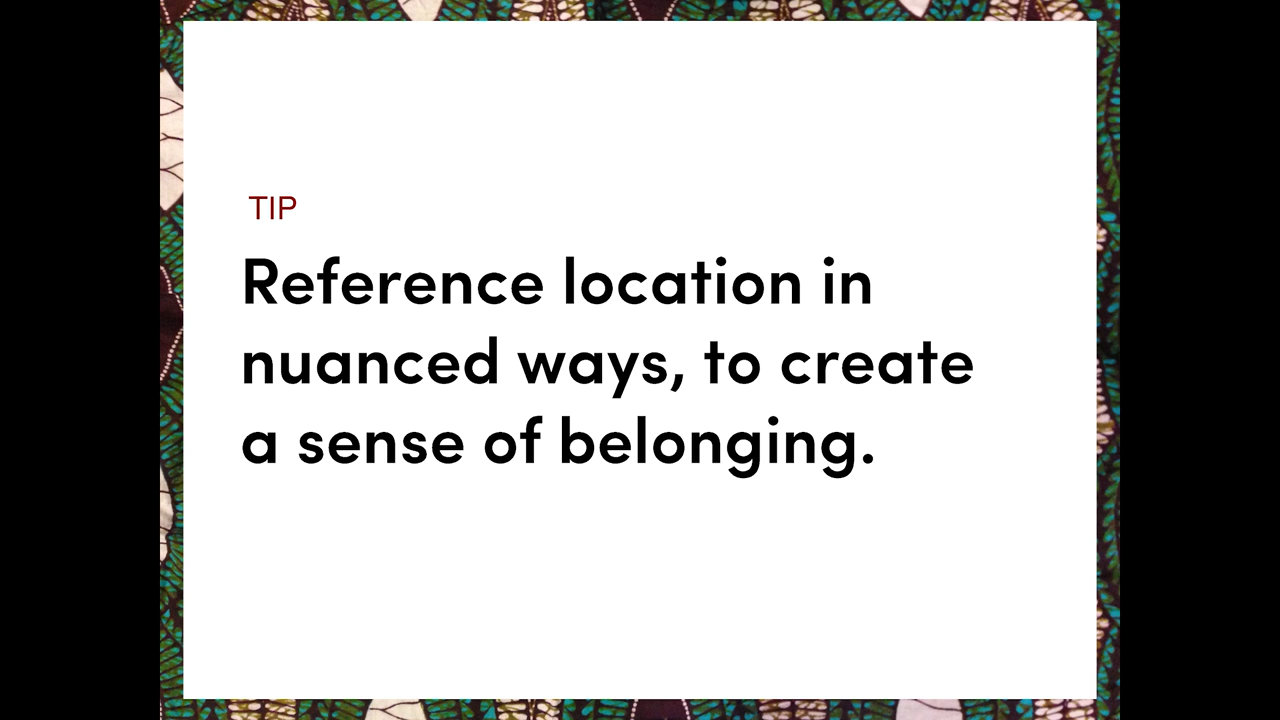 TIP
Reference location in
nuanced ways, to create
a sense of belonging.